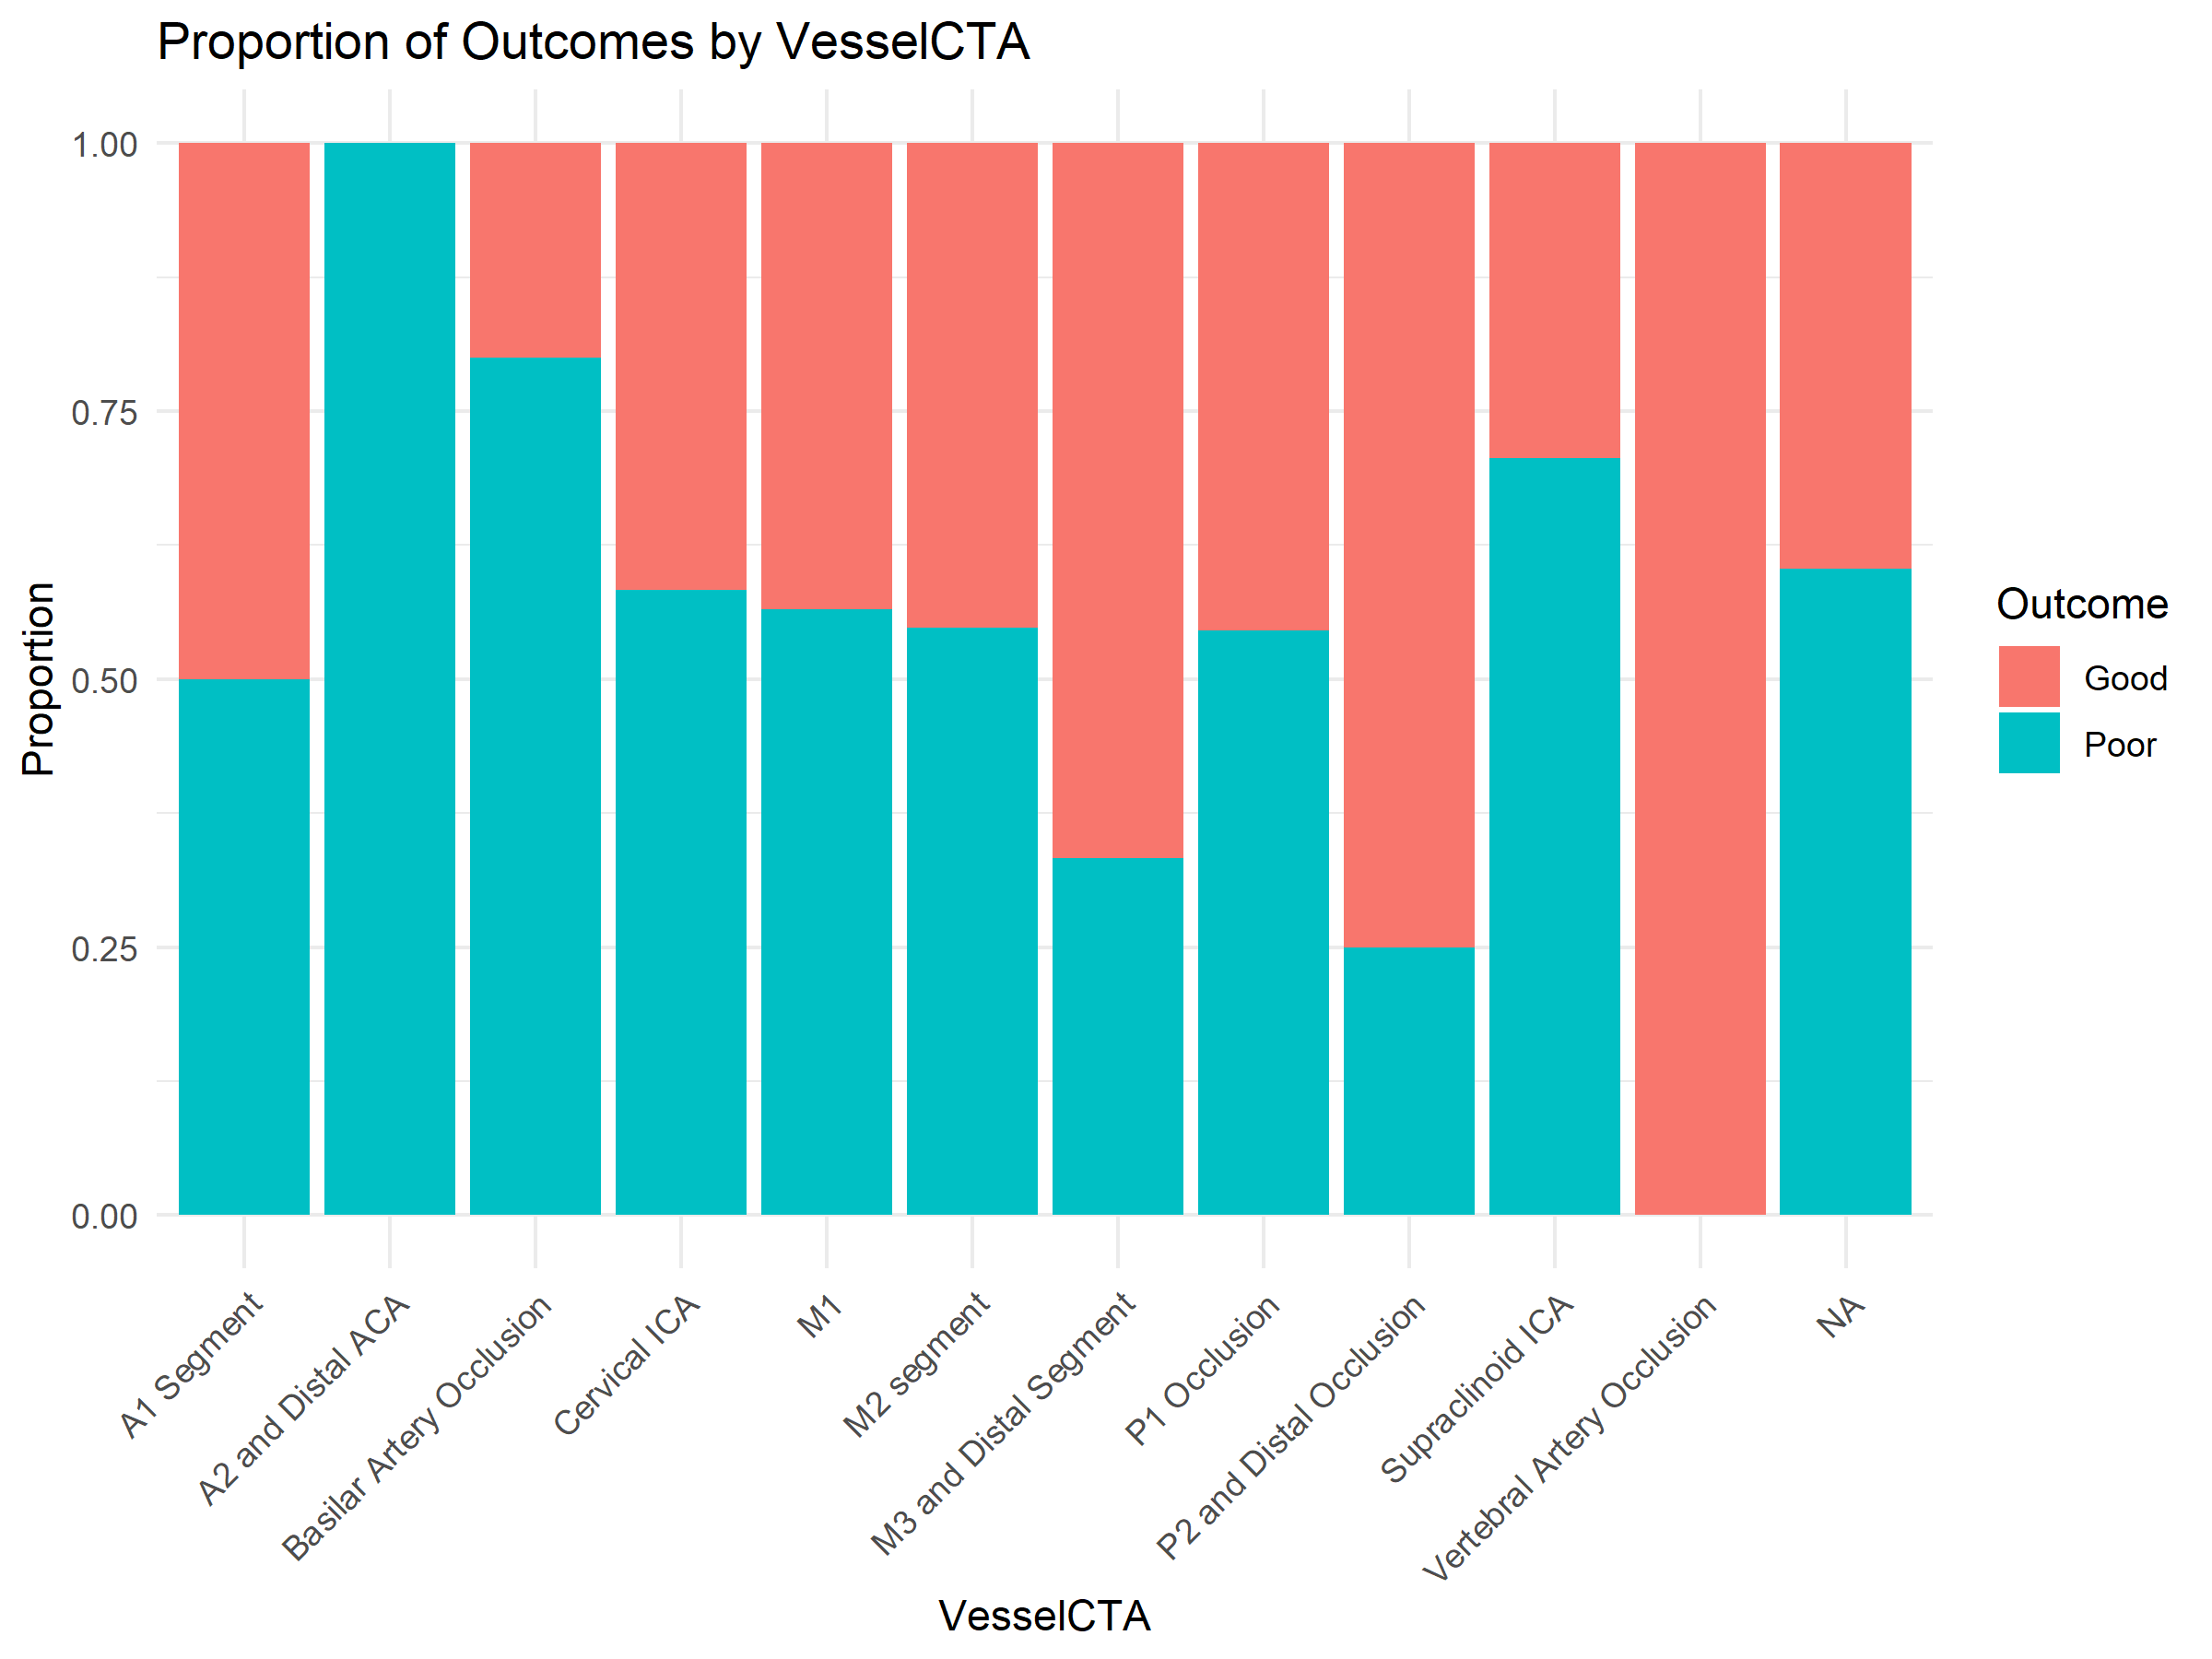 Proportion of Outcomes by VesselCTA
Proportion
1.00
0.75
0.50
0.25
0.00
A1 Segment
A2 and Distal ACA
Basilar Artery Occlusion
Cervical ICA
M1
M2 segment
M3 and Distal Segment
P1 Occlusion
P2 and Distal Occlusion
Supraclinoid ICA
Vertebral Artery Occlusion
NA
VesselCTA
Outcome
Good
Poor